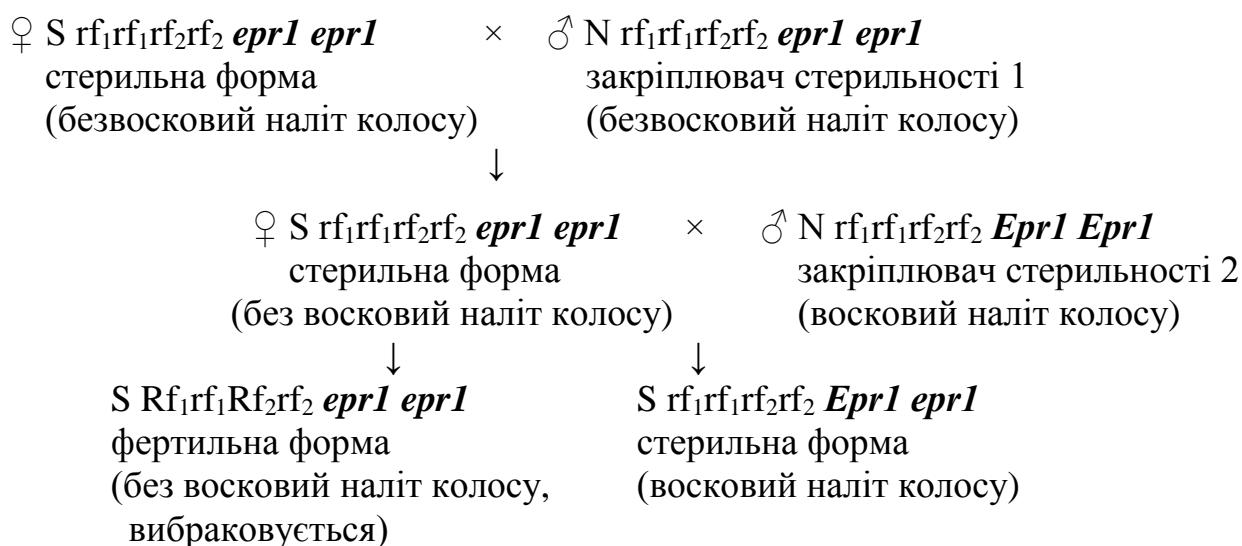 ♀ S rf₁rf₁rf₂rf₂ epr1 epr1 × ♂ N rf₁rf₁rf₂rf₂ epr1 epr1
стерильна форма закріплювач стерильності 1
(безвосковий наліт колосу) (безвосковий наліт колосу)
↓
♀ S rf₁rf₁rf₂rf₂ epr1 epr1 × ♂ N rf₁rf₁rf₂rf₂ Epr1 Epr1
стерильна форма закріплювач стерильності 2
(без восковий наліт колосу) (восковий наліт колосу)
↓ ↓
S Rf₁rf₁Rf₂rf₂ epr1 epr1 S rf₁rf₁rf₂rf₂ Epr1 epr1
фертильна форма стерильна форма
(без восковий наліт колосу, (восковий наліт колосу)
вибраковується)